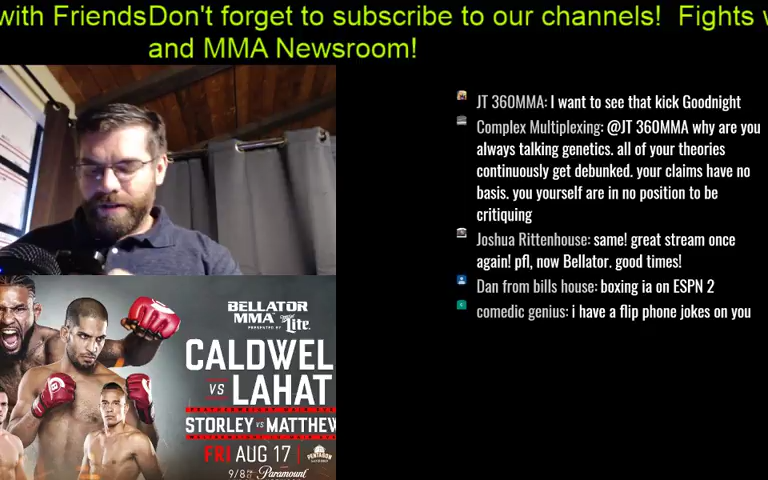 with FriendsDon't forget to subscribe to our channels!  Fights w
and MMA Newsroom!
JT 360MMA: I want to see that kick Goodnight
Complex Multiplexing: @JT 360MMA why are you
always talking genetics. all of your theories
continuously get debunked. your claims have no
basis. you yourself are in no position to be
critiquing
Joshua Rittenhouse: same! great stream once
again! pfl, now Bellator. good times!
Dan from bills house: boxing ia on ESPN 2
comedic genius: i have a flip phone jokes on you
BELLATOR
MMA PRESENTED BY Lite
CALDWEL
VS LAHAT
STORLEY VS MATTHEW
FRI AUG 17
9/8 Paramount